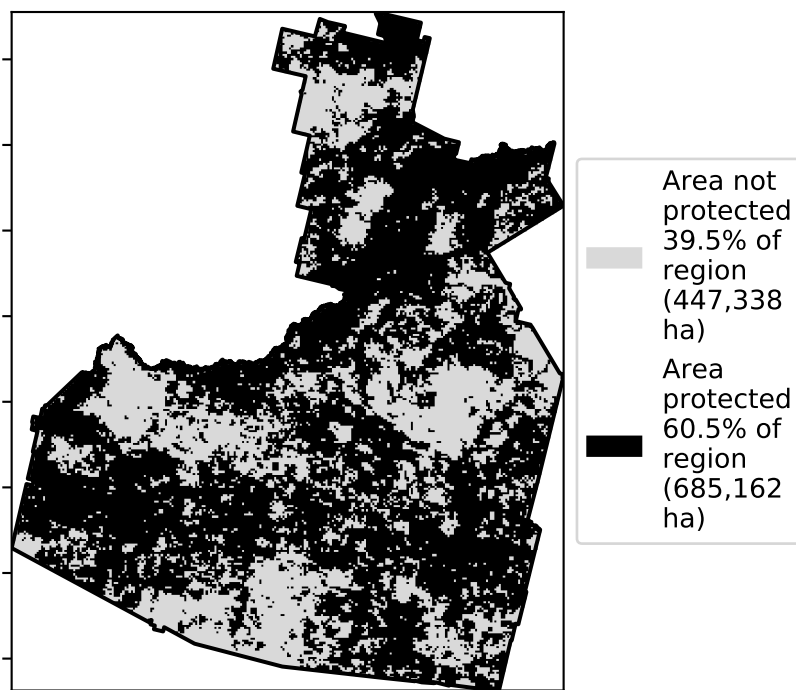 Area not
protected
39.5% of
region
(447,338
ha)
Area
protected
60.5% of
region
(685,162
ha)